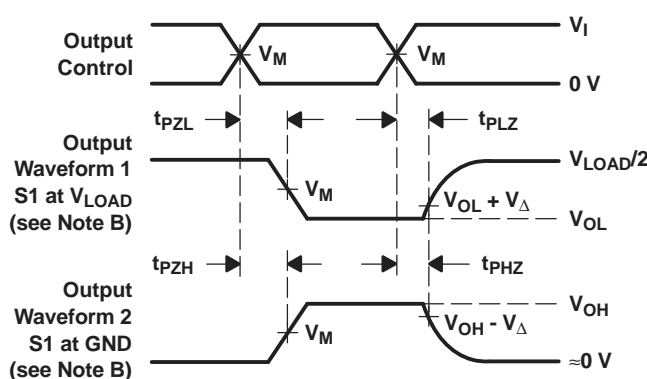 Output
Control
V_M
V_M
V_I
0 V
t_PZL
t_PLZ
Output
Waveform 1
S1 at V_LOAD
(see Note B)
V_M
V_LOAD/2
V_OL + V_Δ
V_OL
t_PZH
t_PHZ
Output
Waveform 2
S1 at GND
(see Note B)
V_M
V_OH
V_OH - V_Δ
≈0 V